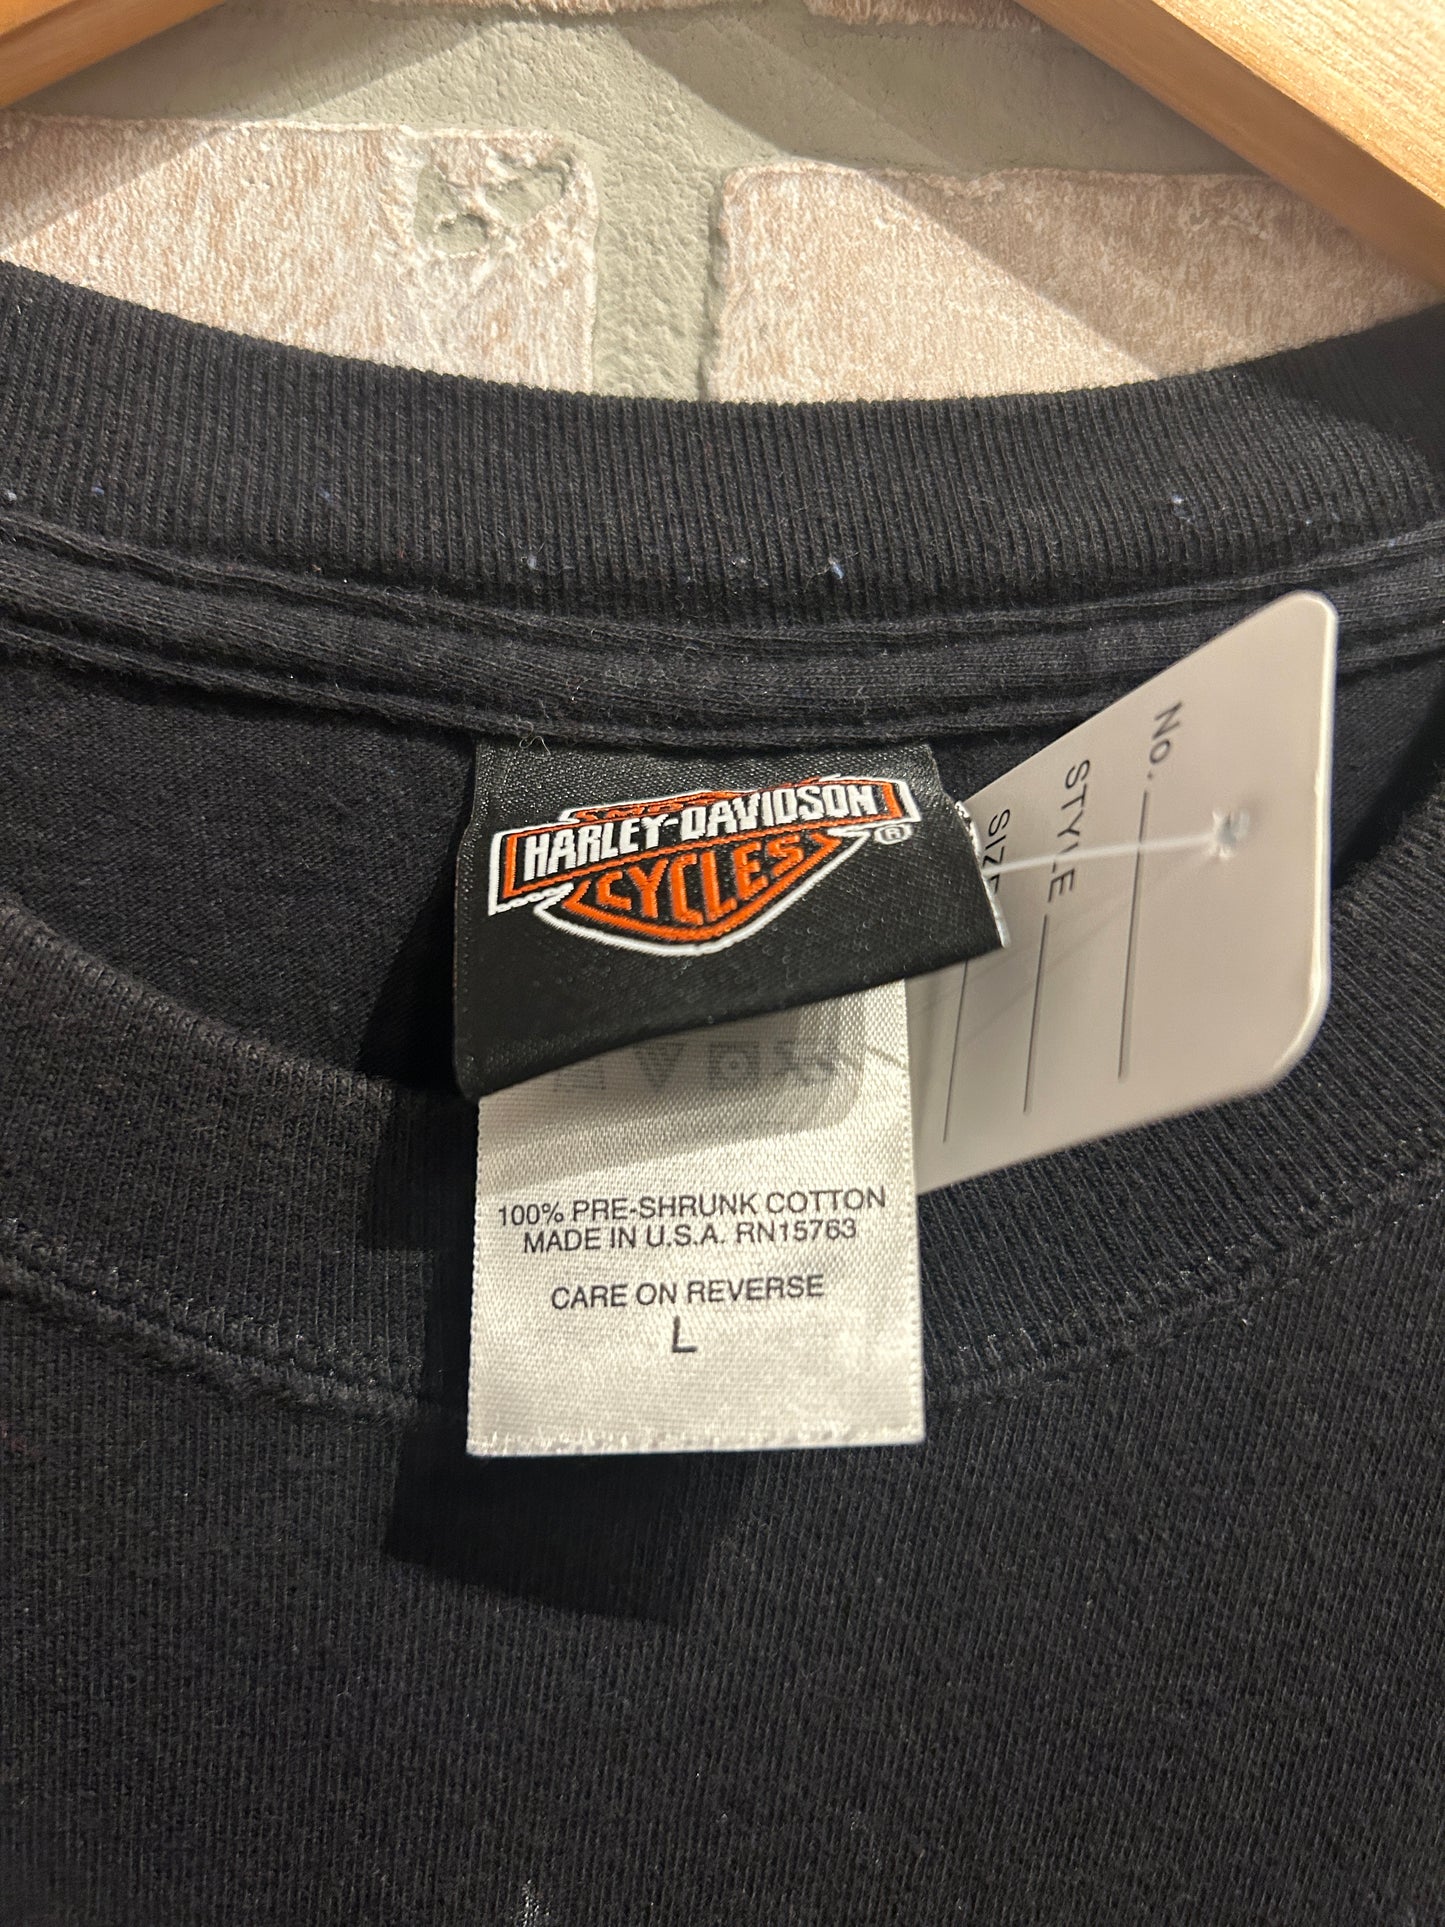 HARLEY-DAVIDSON
CYCLES
®
No.
STYLE
100% PRE-SHRUNK COTTON
MADE IN U.S.A. RN15763
CARE ON REVERSE
L